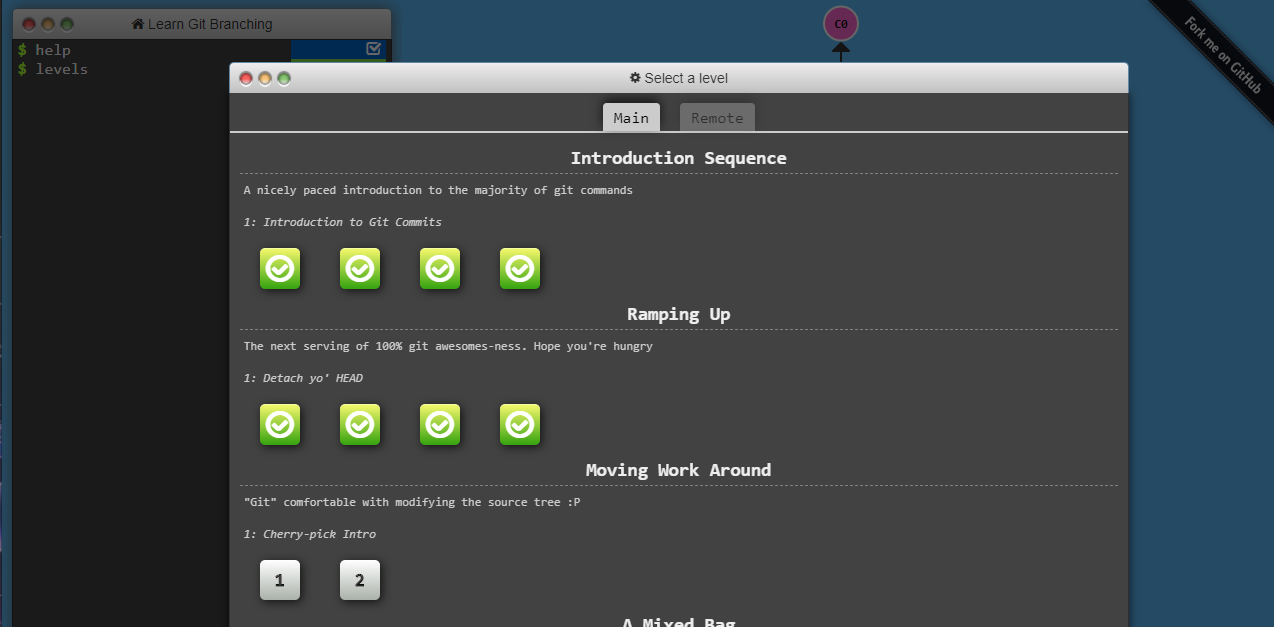 Learn Git Branching
$ help
$ levels
C0
Fork me on GitHub
Select a level
Main Remote
Introduction Sequence
A nicely paced introduction to the majority of git commands
1: Introduction to Git Commits
Ramping Up
The next serving of 100% git awesomes-ness. Hope you're hungry
1: Detach yo' HEAD
Moving Work Around
"Git" comfortable with modifying the source tree :P
1: Cherry-pick Intro
1 2
A Mixed Bag